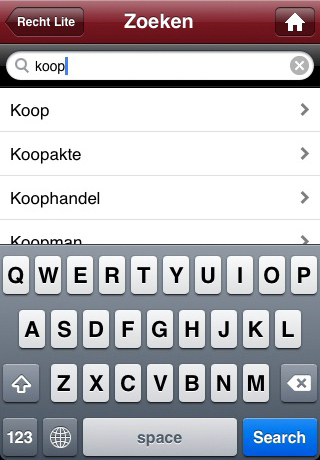 Recht Lite
Zoeken
koop
Koop
Koopakte
Koophandel
Koopman
Q W E R T Y U I O P
A S D F G H J K L
Z X C V B N M
123 space Search